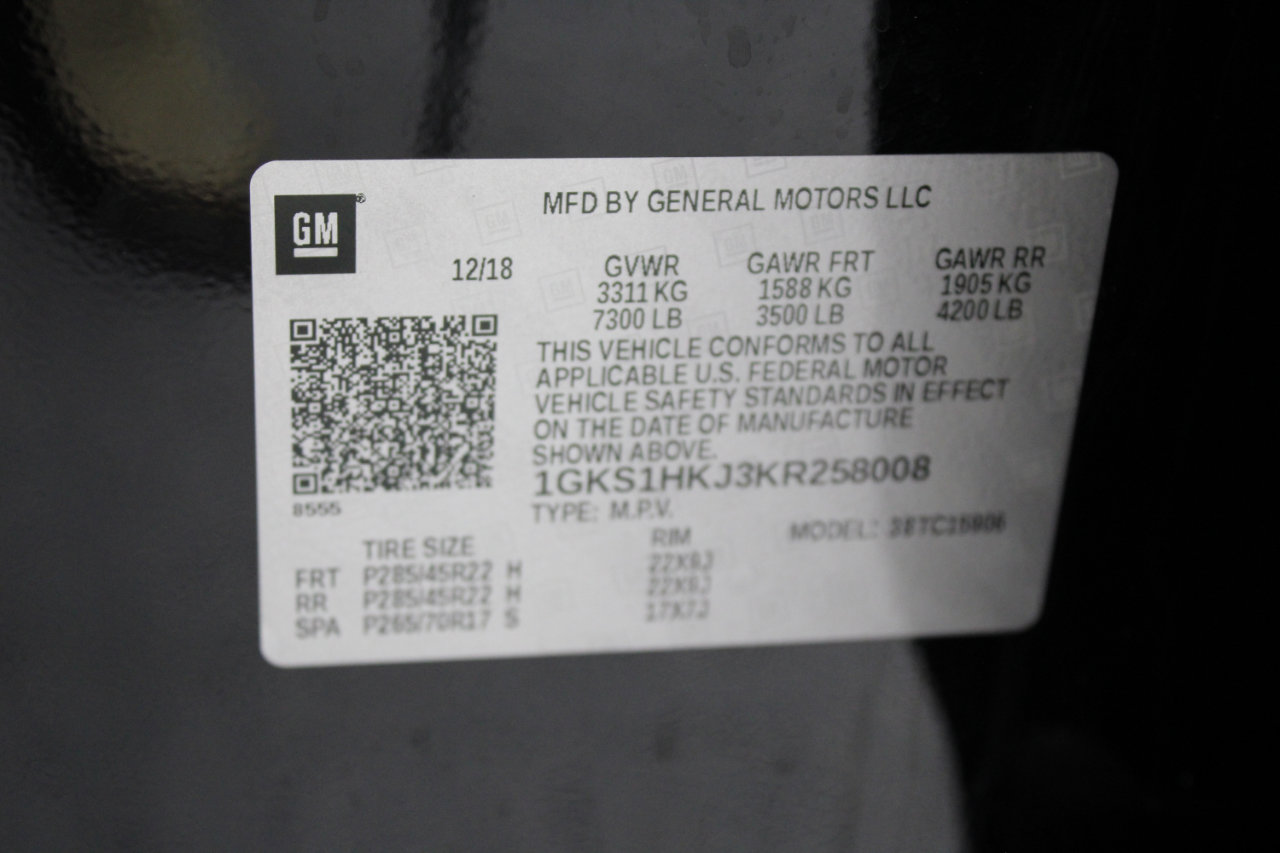 GM
MFD BY GENERAL MOTORS LLC
12/18
GVWR GAWR FRT GAWR RR
3311 KG 1588 KG 1905 KG
7300 LB 3500 LB 4200 LB
THIS VEHICLE CONFORMS TO ALL
APPLICABLE U.S. FEDERAL MOTOR
VEHICLE SAFETY STANDARDS IN EFFECT
ON THE DATE OF MANUFACTURE
SHOWN ABOVE.
1GKS1HKJ3KR258008
8555
TYPE: M.P.V.
MODEL:
TIRE SIZE RIM
FRT P285/45R22 H
RR P285/45R22 H
SPA P265/70R17 S 17X7J